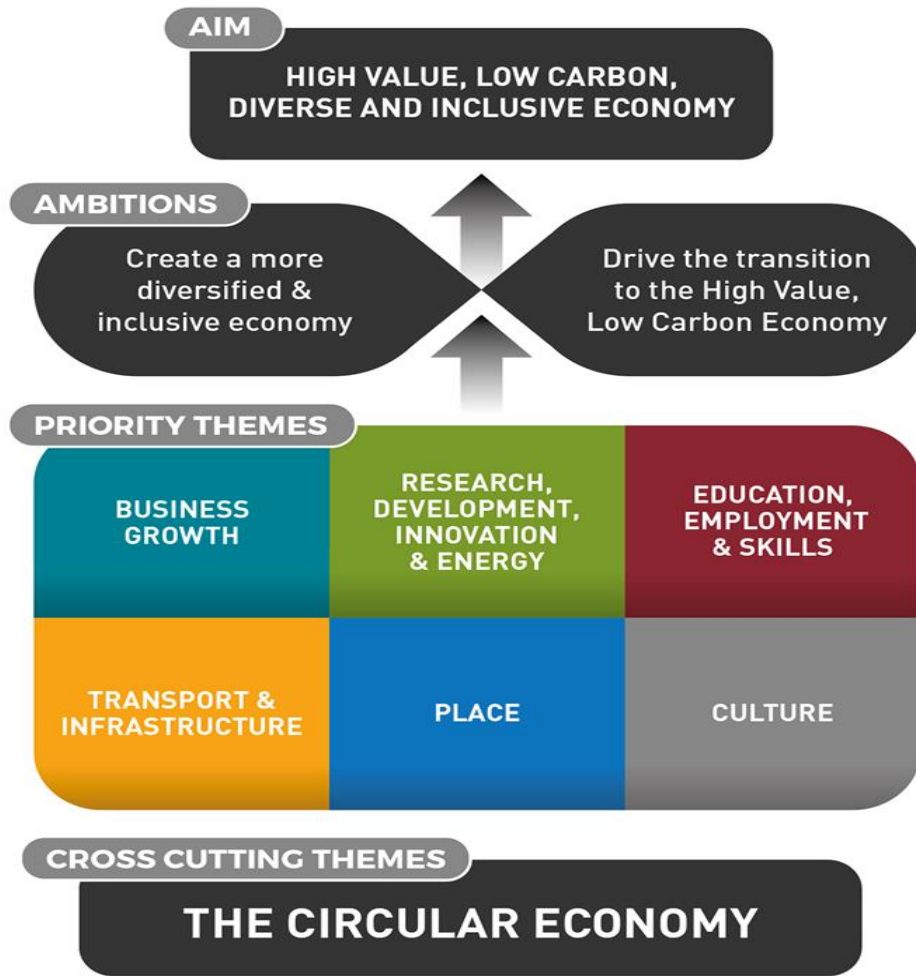 AIM
HIGH VALUE, LOW CARBON,
DIVERSE AND INCLUSIVE ECONOMY
AMBITIONS
Create a more
diversified &
inclusive economy
Drive the transition
to the High Value,
Low Carbon Economy
PRIORITY THEMES
BUSINESS
GROWTH
RESEARCH,
DEVELOPMENT,
INNOVATION
& ENERGY
EDUCATION,
EMPLOYMENT
& SKILLS
TRANSPORT &
INFRASTRUCTURE
PLACE
CULTURE
CROSS CUTTING THEMES
THE CIRCULAR ECONOMY